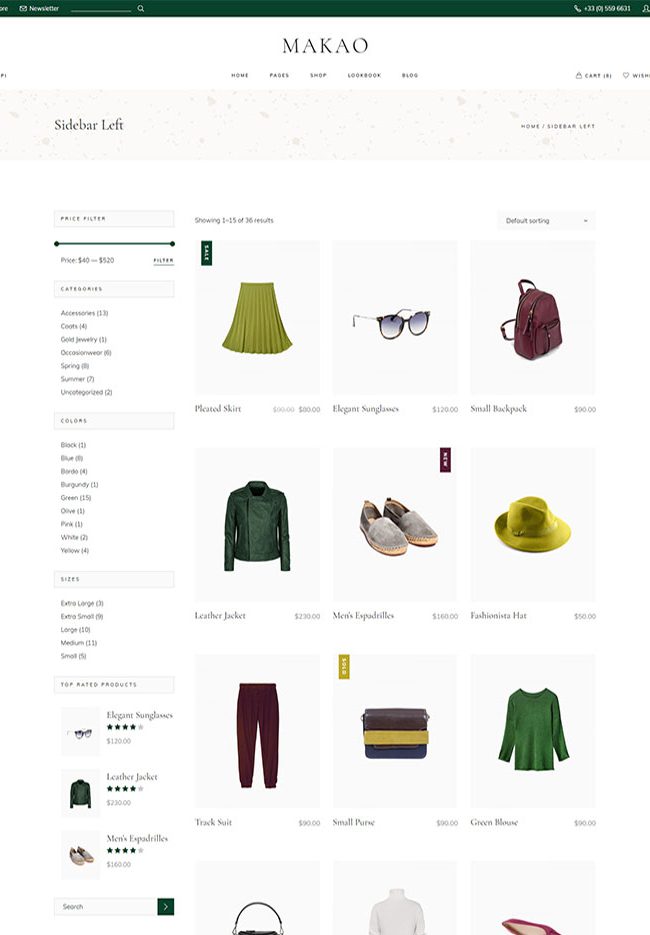 ore Newsletter +33 (0) 559 6631
MAKAO
HOME PAGES SHOP LOOKBOOK BLOG CART (8) WISH
Sidebar Left
HOME / SIDEBAR LEFT
PRICE FILTER
Price: $40 — $520 FILTER
CATEGORIES
Accessories (13)
Coats (4)
Gold Jewelry (1)
Occasionwear (6)
Spring (8)
Summer (7)
Uncategorized (2)
COLORS
Black (1)
Blue (8)
Bordo (4)
Burgundy (1)
Green (15)
Olive (1)
Pink (1)
White (2)
Yellow (4)
SIZES
Extra Large (3)
Extra Small (9)
Large (10)
Medium (11)
Small (5)
TOP RATED PRODUCTS
Elegant Sunglasses
$120.00
Leather Jacket
$230.00
Men's Espadrilles
$160.00
Search
Showing 1–15 of 36 results
Default sorting
SALE
Pleated Skirt $90.00 $80.00
Elegant Sunglasses $120.00
Small Backpack $90.00
NEW
Leather Jacket $230.00
Men's Espadrilles $160.00
Fashionista Hat $50.00
SOLD
Track Suit $90.00
Small Purse $90.00
Green Blouse $90.00